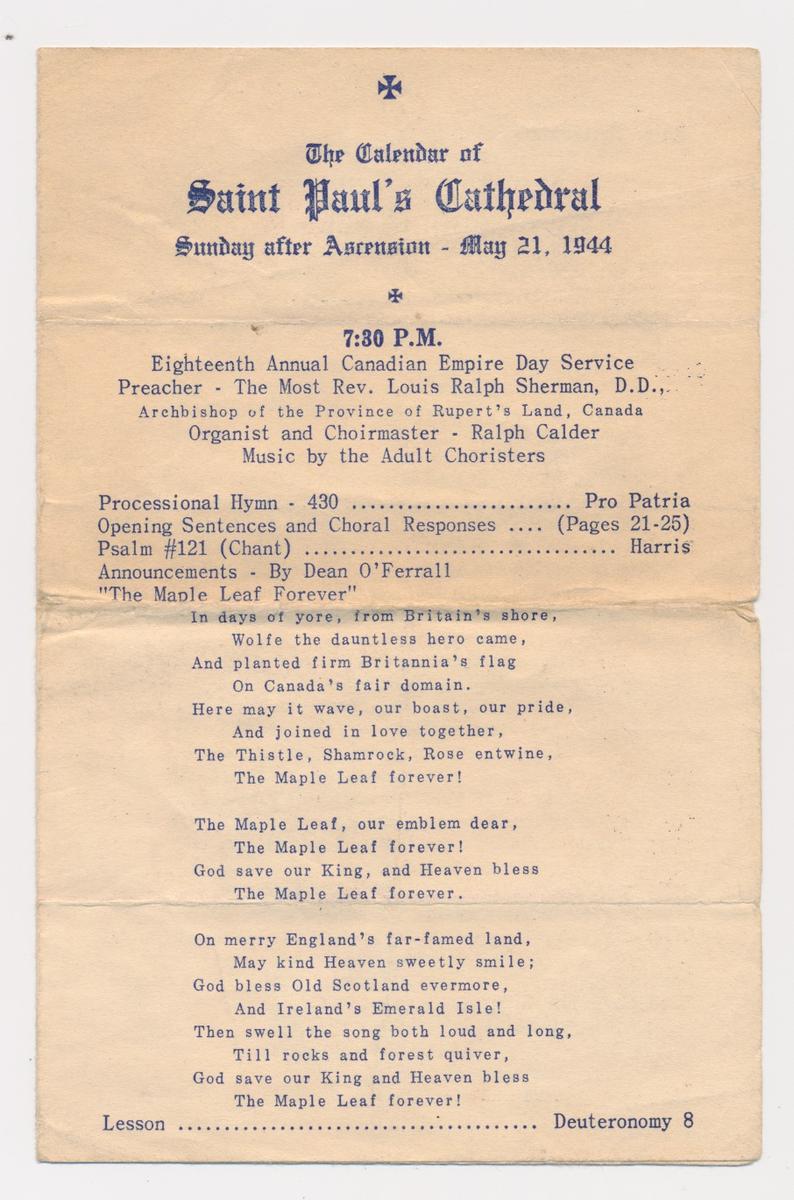 The Calendar of
Saint Paul's Cathedral
Sunday after Ascension - May 21, 1944
7:30 P.M.
Eighteenth Annual Canadian Empire Day Service
Preacher - The Most Rev. Louis Ralph Sherman, D.D.,
Archbishop of the Province of Rupert's Land, Canada
Organist and Choirmaster - Ralph Calder
Music by the Adult Choristers
Processional Hymn - 430 ........................ Pro Patria
Opening Sentences and Choral Responses .... (Pages 21-25)
Psalm #121 (Chant) .................................. Harris
Announcements - By Dean O'Ferrall
"The Maple Leaf Forever"
In days of yore, from Britain's shore,
Wolfe the dauntless hero came,
And planted firm Britannia's flag
On Canada's fair domain.
Here may it wave, our boast, our pride,
And joined in love together,
The Thistle, Shamrock, Rose entwine,
The Maple Leaf forever!
The Maple Leaf, our emblem dear,
The Maple Leaf forever!
God save our King, and Heaven bless
The Maple Leaf forever.
On merry England's far-famed land,
May kind Heaven sweetly smile;
God bless Old Scotland evermore,
And Ireland's Emerald Isle!
Then swell the song both loud and long,
Till rocks and forest quiver,
God save our King and Heaven bless
The Maple Leaf forever!
Lesson ....................................... Deuteronomy 8